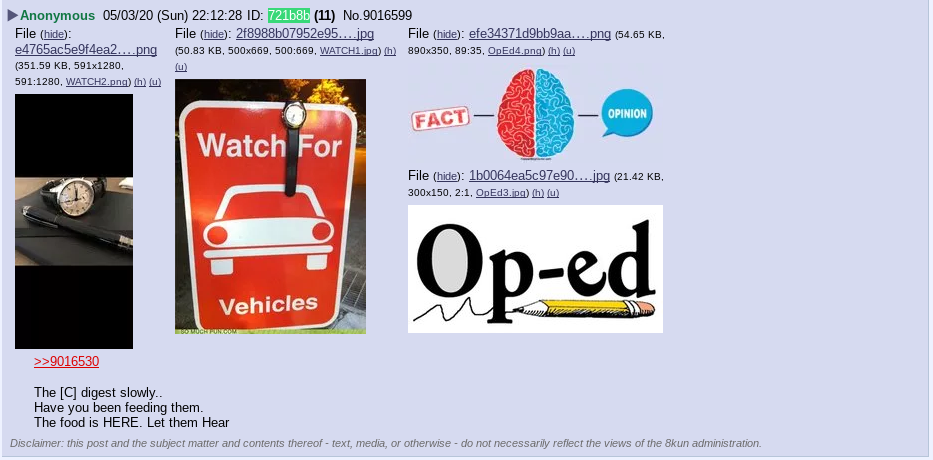 ▶Anonymous 05/03/20 (Sun) 22:12:28 ID: 721b8b (11) No.9016599
File (hide):
e4765ac5e9f4ea2….png
(351.59 KB, 591x1280,
591:1280, WATCH2.png) (h) (u)
File (hide): 2f8988b07952e95….jpg
(50.83 KB, 500x669, 500:669, WATCH1.jpg) (h)
(u)
Watch For
Vehicles
SO MUCH PUN.COM
File (hide): efe34371d9bb9aa….png (54.65 KB,
890x350, 89:35, OpEd4.png) (h) (u)
FACT
OPINION
File (hide): 1b0064ea5c97e90….jpg (21.42 KB,
300x150, 2:1, OpEd3.jpg) (h) (u)
Op-ed
>>9016530
The [C] digest slowly..
Have you been feeding them.
The food is HERE. Let them Hear
Disclaimer: this post and the subject matter and contents thereof - text, media, or otherwise - do not necessarily reflect the views of the 8kun administration.